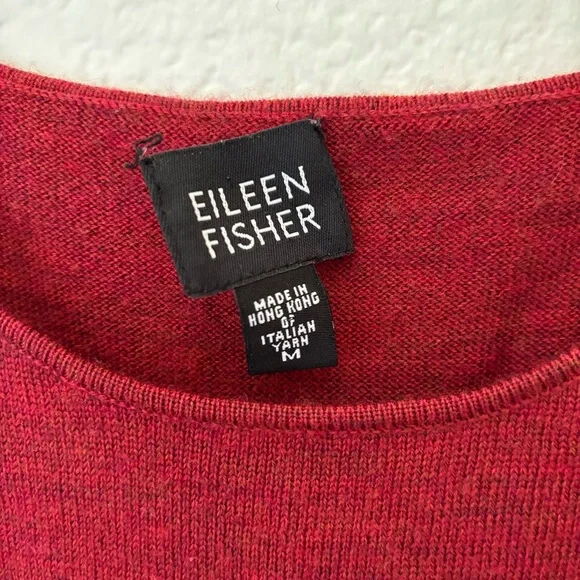 EILEEN
FISHER
MADE IN
HONG KONG
OF
ITALIAN
YARN
M